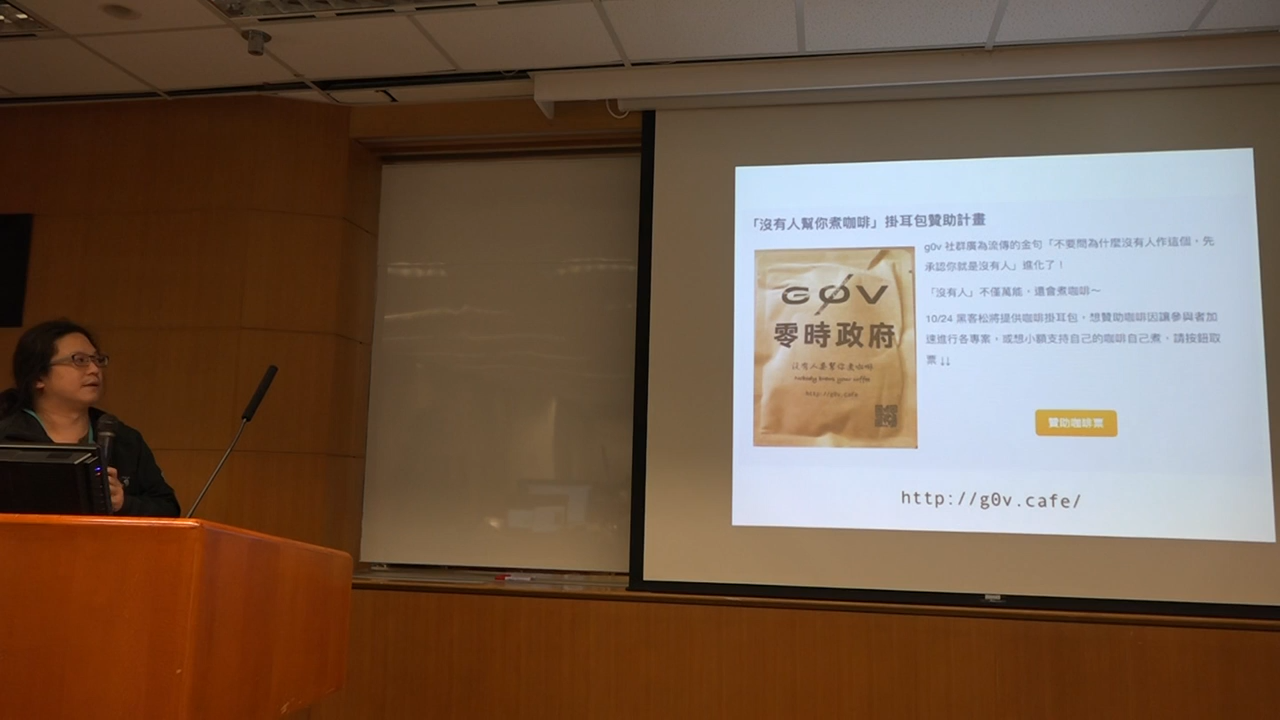 「沒有人幫你煮咖啡」掛耳包贊助計畫
g0v 社群廣為流傳的金句「不要問為什麼沒有人作這個，先
承認你就是沒有人」進化了！
「沒有人」不僅萬能，還會煮咖啡～
10/24 黑客松將提供咖啡掛耳包，想贊助咖啡因讓參與者加
速進行各專案，或想小額支持自己的咖啡自己煮，請按鈕取
票 ↓↓
G0V
零時政府
沒有人要幫你煮咖啡
Nobody brews your coffee
http://g0v.cafe
贊助咖啡票
http://g0v.cafe/